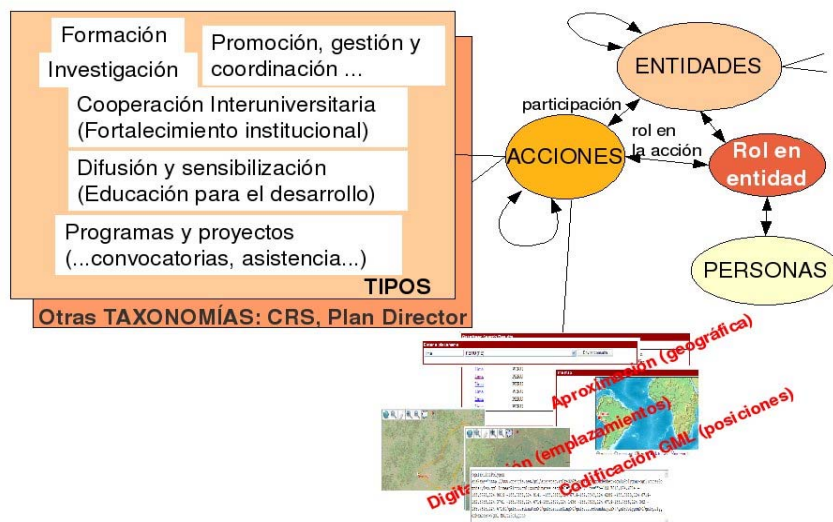 Formación
Promoción, gestión y
coordinación ...
Investigación
Cooperación Interuniversitaria
(Fortalecimiento institucional)
Difusión y sensibilización
(Educación para el desarrollo)
Programas y proyectos
(...convocatorias, asistencia...)
TIPOS
Otras TAXONOMÍAS: CRS, Plan Director
ENTIDADES
participación
ACCIONES
rol en
la acción
Rol en
entidad
PERSONAS
Aproximación (geográfica)
(emplazamientos)
Codificación GML (posiciones)